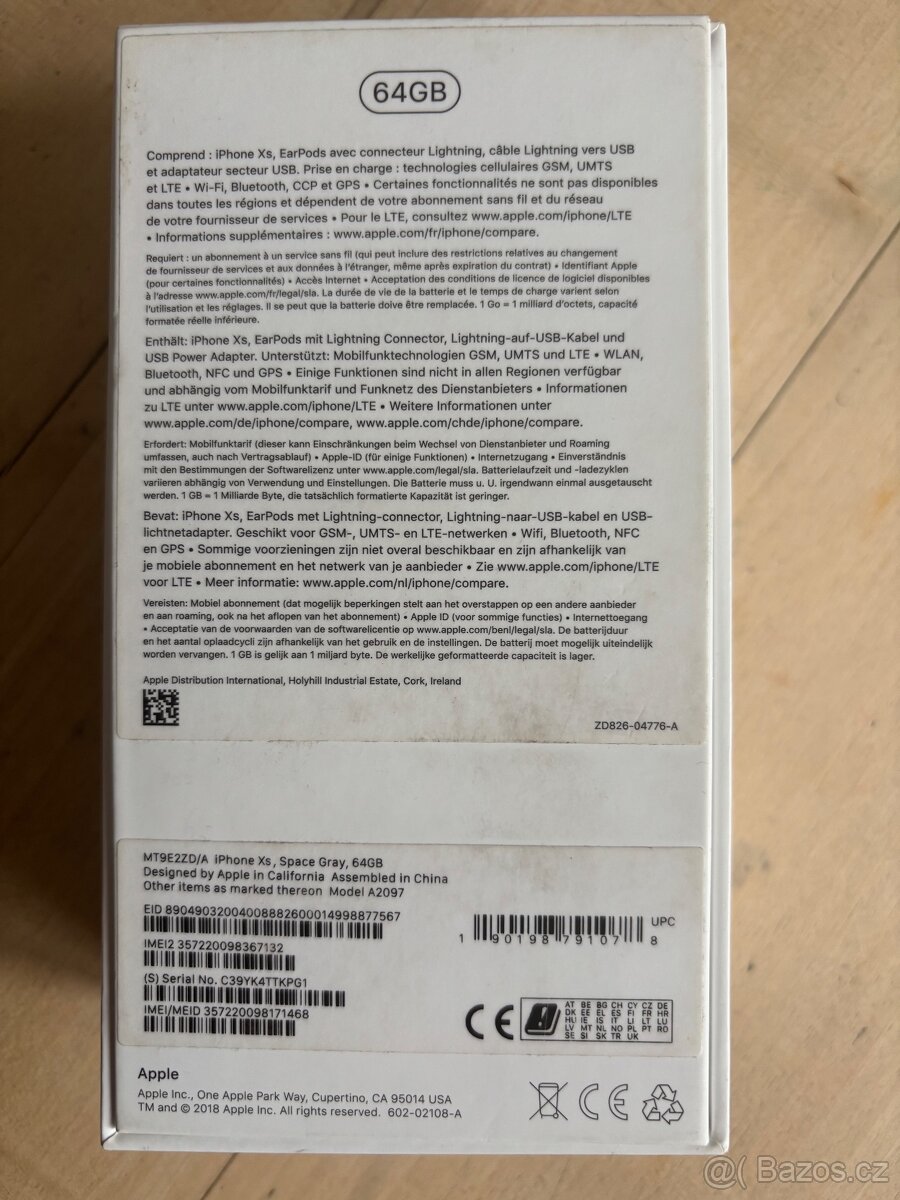 64GB
Comprend : iPhone Xs, EarPods avec connecteur Lightning, câble Lightning vers USB
et adaptateur secteur USB. Prise en charge : technologies cellulaires GSM, UMTS
et LTE • Wi-Fi, Bluetooth, CCP et GPS • Certaines fonctionnalités ne sont pas disponibles
dans toutes les régions et dépendent de votre abonnement sans fil et du réseau
de votre fournisseur de services • Pour le LTE, consultez www.apple.com/iphone/LTE
• Informations supplémentaires : www.apple.com/fr/iphone/compare.
Requiert : un abonnement à un service sans fil (qui peut inclure des restrictions relatives au changement
de fournisseur de services et aux données à l'étranger, même après expiration du contrat) • Identifiant Apple
(pour certaines fonctionnalités) • Accès Internet • Acceptation des conditions de licence de logiciel disponibles
à l'adresse www.apple.com/fr/legal/sla. La durée de vie de la batterie et le temps de charge varient selon
l'utilisation et les réglages. Il se peut que la batterie doive être remplacée. 1 Go = 1 milliard d'octets, capacité
formatée réelle inférieure.
Enthält: iPhone Xs, EarPods mit Lightning Connector, Lightning-auf-USB-Kabel und
USB Power Adapter. Unterstützt: Mobilfunktechnologien GSM, UMTS und LTE • WLAN,
Bluetooth, NFC und GPS • Einige Funktionen sind nicht in allen Regionen verfügbar
und abhängig vom Mobilfunktarif und Funknetz des Dienstanbieters • Informationen
zu LTE unter www.apple.com/iphone/LTE • Weitere Informationen unter
www.apple.com/de/iphone/compare, www.apple.com/chde/iphone/compare.
Erfordert: Mobilfunktarif (dieser kann Einschränkungen beim Wechsel von Dienstanbieter und Roaming
umfassen, auch nach Vertragsablauf) • Apple-ID (für einige Funktionen) • Internetzugang • Einverständnis
mit den Bestimmungen der Softwarelizenz unter www.apple.com/legal/sla. Batterielaufzeit und -ladezyklen
variieren abhängig von Verwendung und Einstellungen. Die Batterie muss u. U. irgendwann einmal ausgetauscht
werden. 1 GB = 1 Milliarde Byte, die tatsächlich formatierte Kapazität ist geringer.
Bevat: iPhone Xs, EarPods met Lightning-connector, Lightning-naar-USB-kabel en USB-
lichtnetadapter. Geschikt voor GSM-, UMTS- en LTE-netwerken • Wifi, Bluetooth, NFC
en GPS • Sommige voorzieningen zijn niet overal beschikbaar en zijn afhankelijk van
je mobiele abonnement en het netwerk van je aanbieder • Zie www.apple.com/iphone/LTE
voor LTE • Meer informatie: www.apple.com/nl/iphone/compare.
Vereisten: Mobiel abonnement (dat mogelijk beperkingen stelt aan het overstappen op een andere aanbieder
en aan roaming, ook na het aflopen van het abonnement) • Apple ID (voor sommige functies) • Internettoegang
• Acceptatie van de voorwaarden van de softwarelicentie op www.apple.com/benl/legal/sla. De batterijduur
en het aantal oplaadcycli zijn afhankelijk van het gebruik en de instellingen. De batterij moet mogelijk uiteindelijk
worden vervangen. 1 GB is gelijk aan 1 miljard byte. De werkelijke geformatteerde capaciteit is lager.
Apple Distribution International, Holyhill Industrial Estate, Cork, Ireland
ZD826-04776-A
MT9E2ZD/A iPhone Xs, Space Gray, 64GB
Designed by Apple in California Assembled in China
Other items as marked thereon Model A2097
EID 89049032004008882600014998877567
IMEI2 357220098367132
(S) Serial No. C39YK4TTKPG1
IMEI/MEID 357220098171468
UPC
1 90198 79107 8
CE
AT BE BG CH CY CZ DE
DK EE EL ES FI FR HR
HU IE IS IT LI LT LU
LV MT NL NO PL PT RO
SE SI SK TR UK
Apple
Apple Inc., One Apple Park Way, Cupertino, CA 95014 USA
TM and © 2018 Apple Inc. All rights reserved. 602-02108-A
CE
@( Bazos.cz